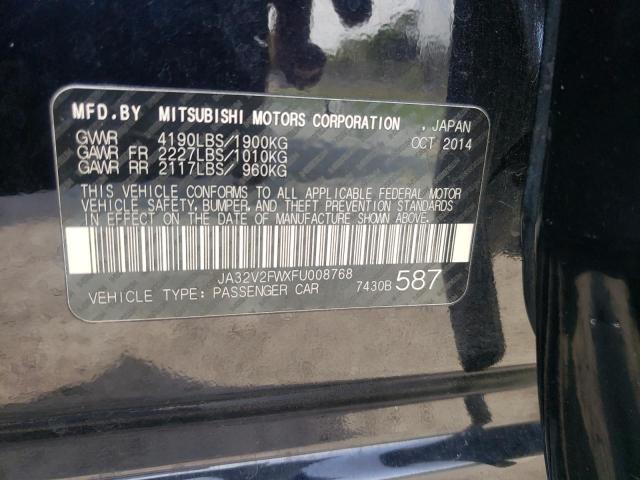 MFD.BY MITSUBISHI MOTORS CORPORATION , JAPAN
GVWR 4190LBS/1900KG OCT 2014
GAWR FR 2227LBS/1010KG
GAWR RR 2117LBS/ 960KG
THIS VEHICLE CONFORMS TO ALL APPLICABLE FEDERAL MOTOR
VEHICLE SAFETY, BUMPER, AND THEFT PREVENTION STANDARDS
IN EFFECT ON THE DATE OF MANUFACTURE SHOWN ABOVE.
JA32V2FWXFU008768
VEHICLE TYPE: PASSENGER CAR 7430B 587